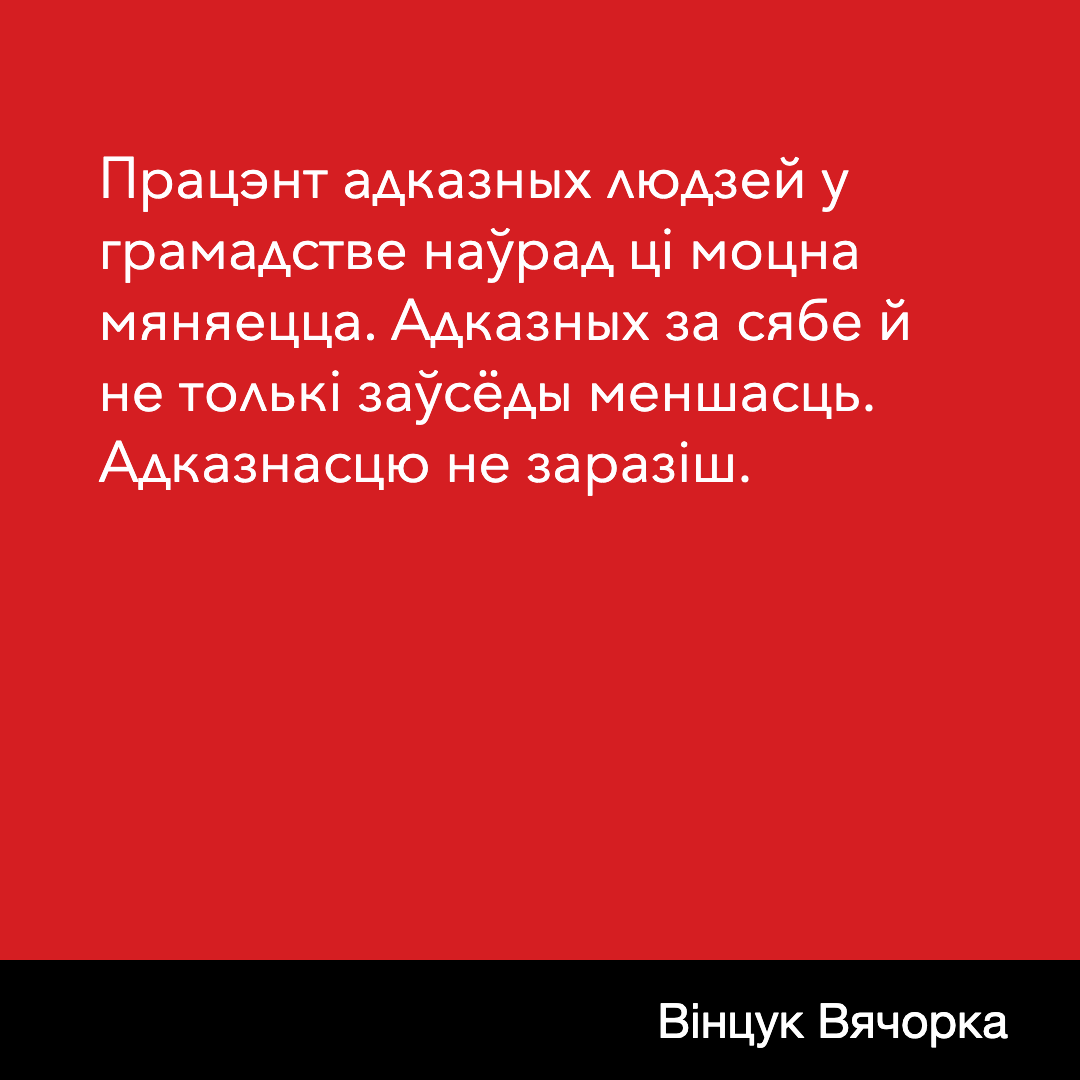 Працэнт адказных людзей у
грамадстве наўрад ці моцна
мяняецца. Адказных за сябе й
не толькі заўсёды меншасць.
Адказнасцю не заразіш.
Вінцук Вячорка